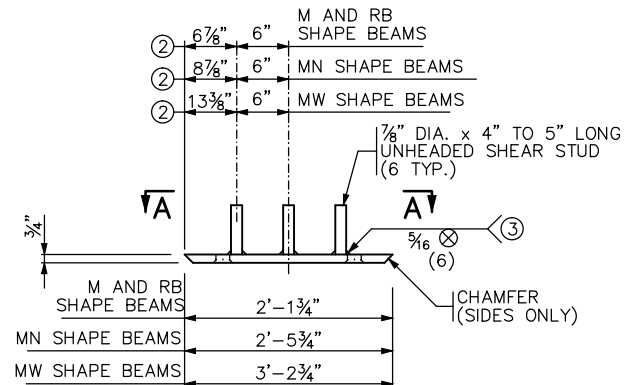 M AND RB
SHAPE BEAMS
② 6⅞" 6"
② 8⅞" 6" MN SHAPE BEAMS
② 13⅜" 6" MW SHAPE BEAMS
⅞" DIA. x 4" TO 5" LONG
UNHEADED SHEAR STUD
(6 TYP.)
A A
¾"
5⁄16 ③
(6)
M AND RB
SHAPE BEAMS 2'-1¾"
CHAMFER
(SIDES ONLY)
MN SHAPE BEAMS 2'-5¾"
MW SHAPE BEAMS 3'-2¾"